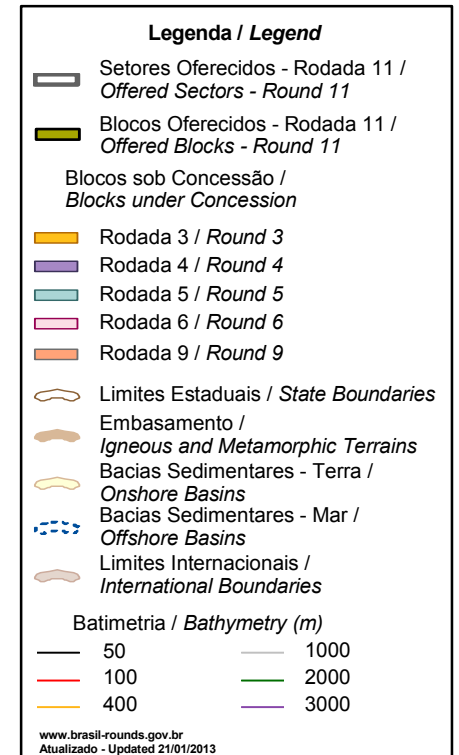 Legenda / Legend
Setores Oferecidos - Rodada 11 /
Offered Sectors - Round 11
Blocos Oferecidos - Rodada 11 /
Offered Blocks - Round 11
Blocos sob Concessão /
Blocks under Concession
Rodada 3 / Round 3
Rodada 4 / Round 4
Rodada 5 / Round 5
Rodada 6 / Round 6
Rodada 9 / Round 9
Limites Estaduais / State Boundaries
Embasamento /
Igneous and Metamorphic Terrains
Bacias Sedimentares - Terra /
Onshore Basins
Bacias Sedimentares - Mar /
Offshore Basins
Limites Internacionais /
International Boundaries
Batimetria / Bathymetry (m)
50 1000
100 2000
400 3000
www.brasil-rounds.gov.br
Atualizado - Updated 21/01/2013